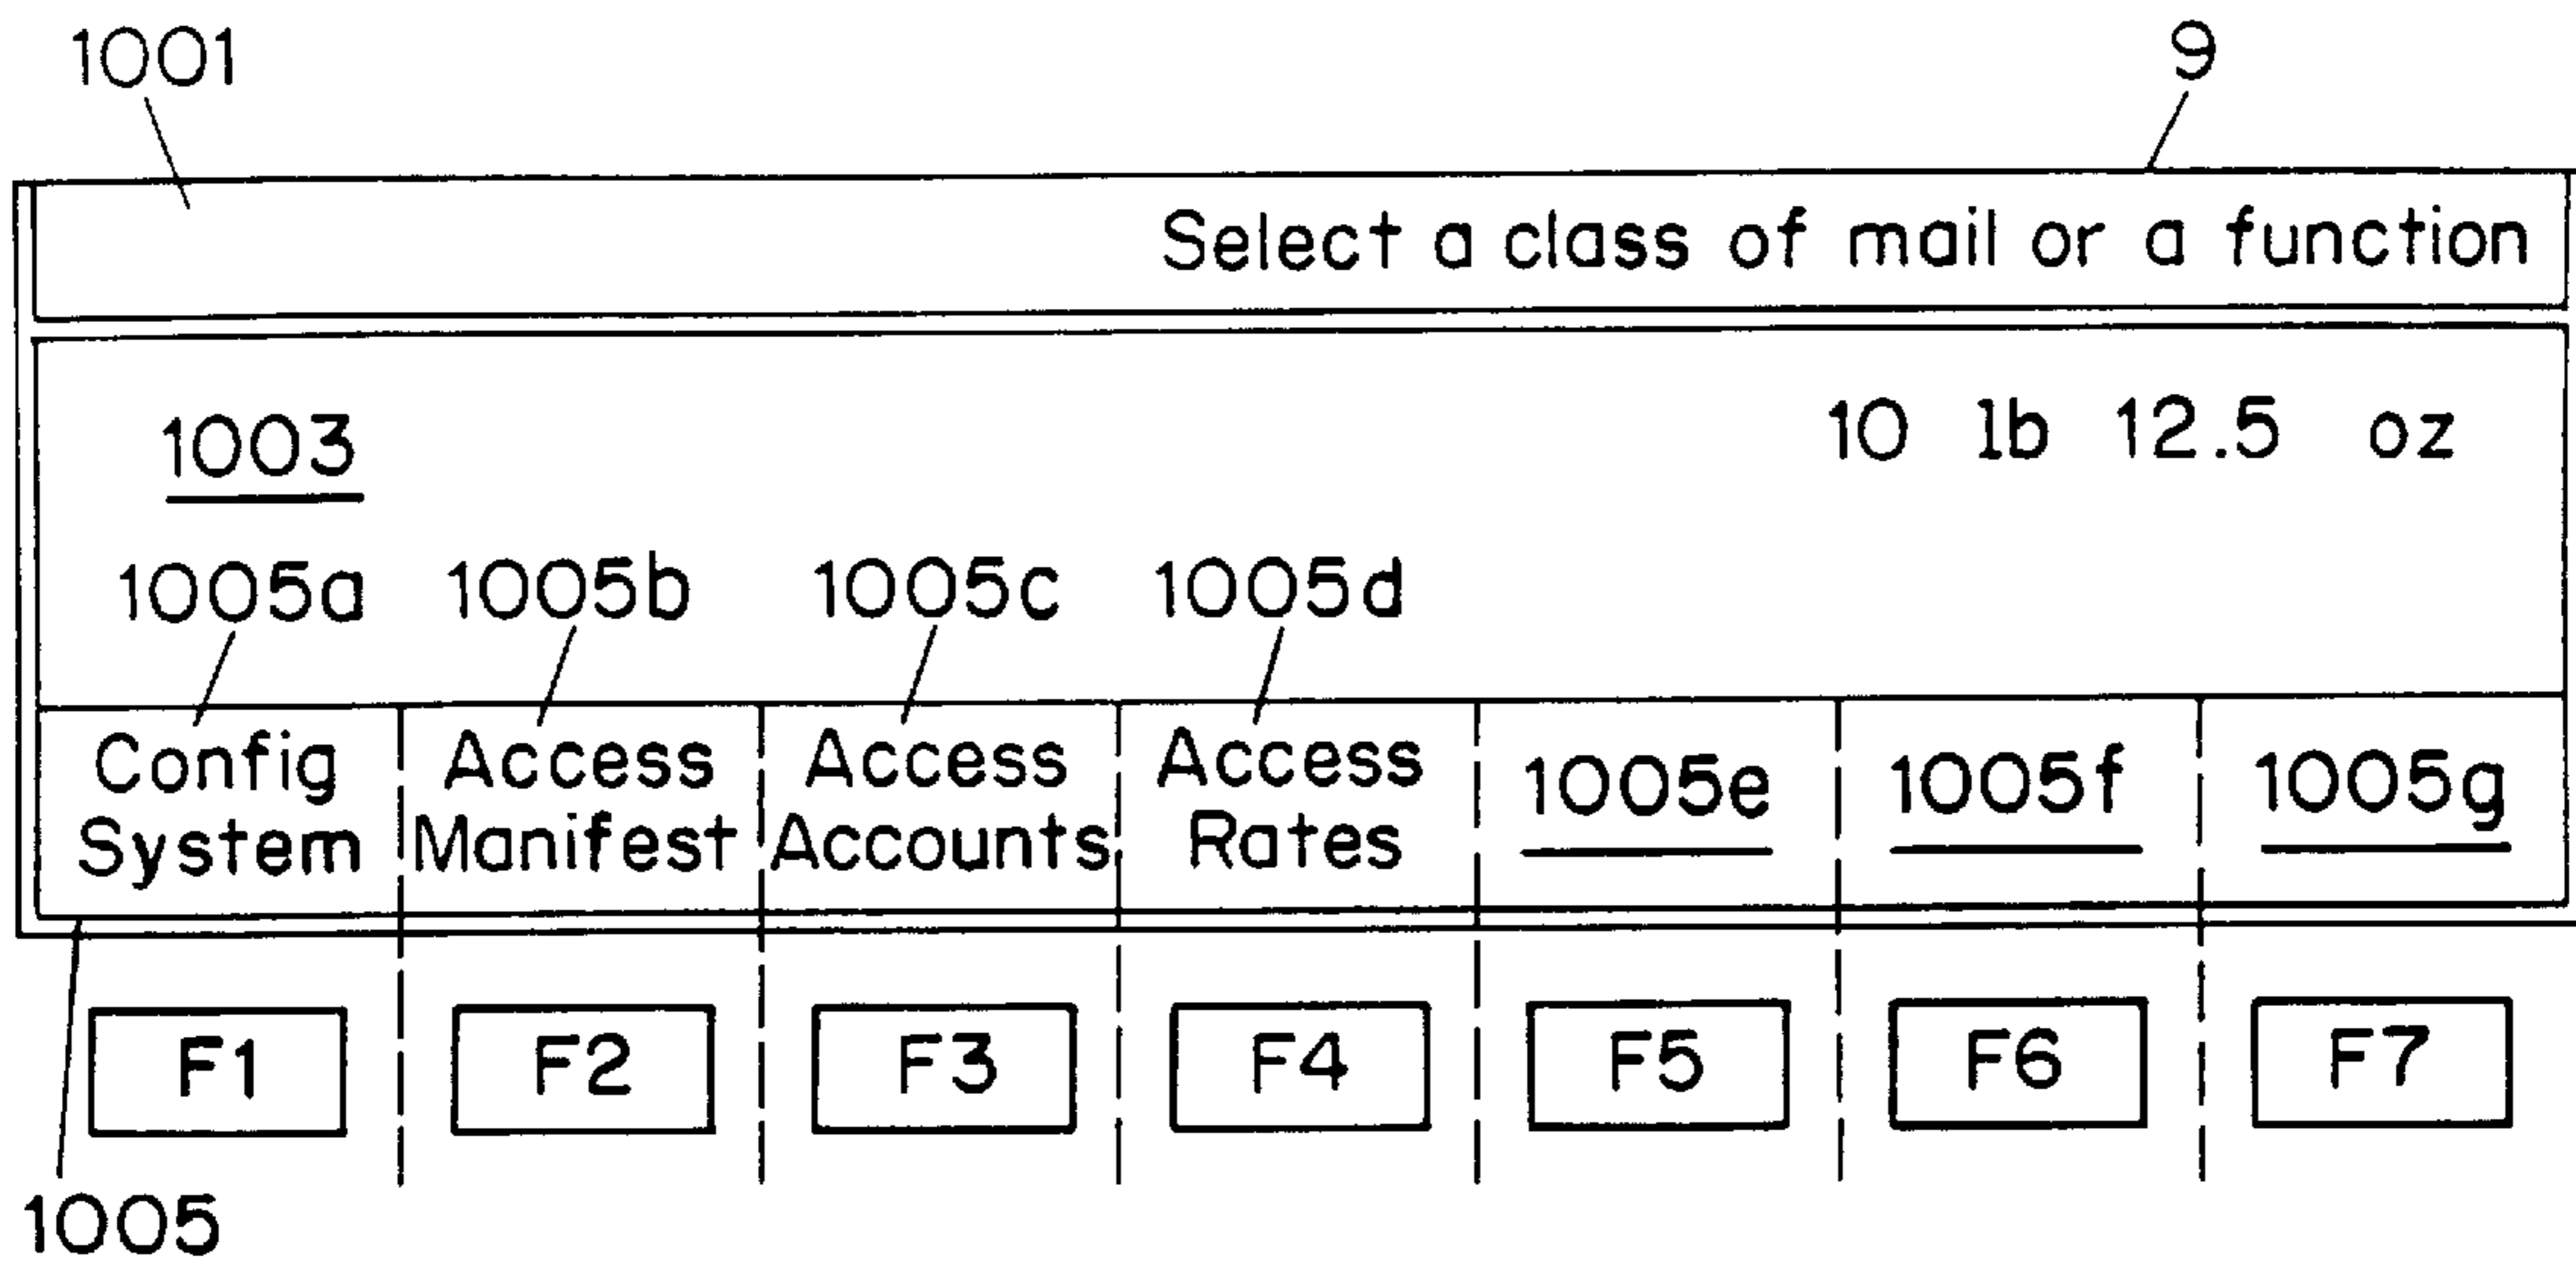 1001 9
Select a class of mail or a function
1003 10 lb 12.5 oz
1005a 1005b 1005c 1005d
Config Access Access Access 1005e 1005f 1005g
System Manifest Accounts Rates
F1 F2 F3 F4 F5 F6 F7
1005